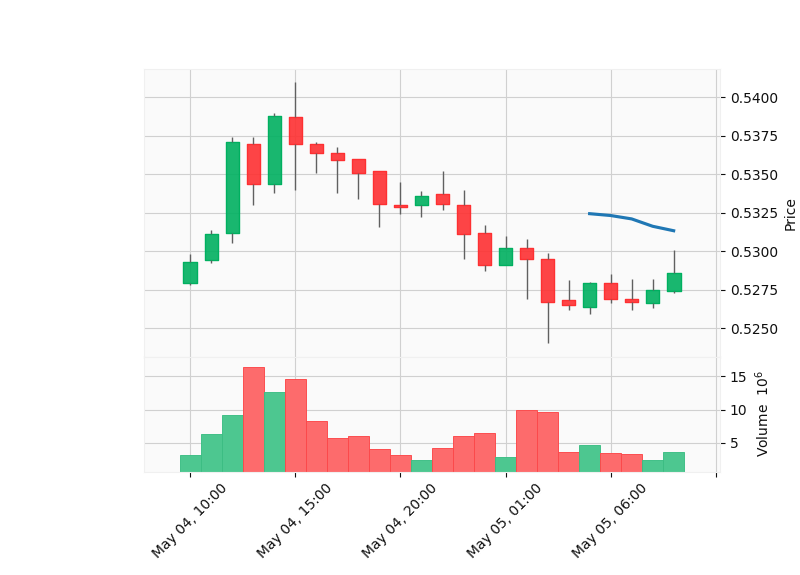 0.5400
0.5375
0.5350
0.5325
0.5300
0.5275
0.5250
Price
15
10
5
Volume 10⁶
May 04, 10:00
May 04, 15:00
May 04, 20:00
May 05, 01:00
May 05, 06:00